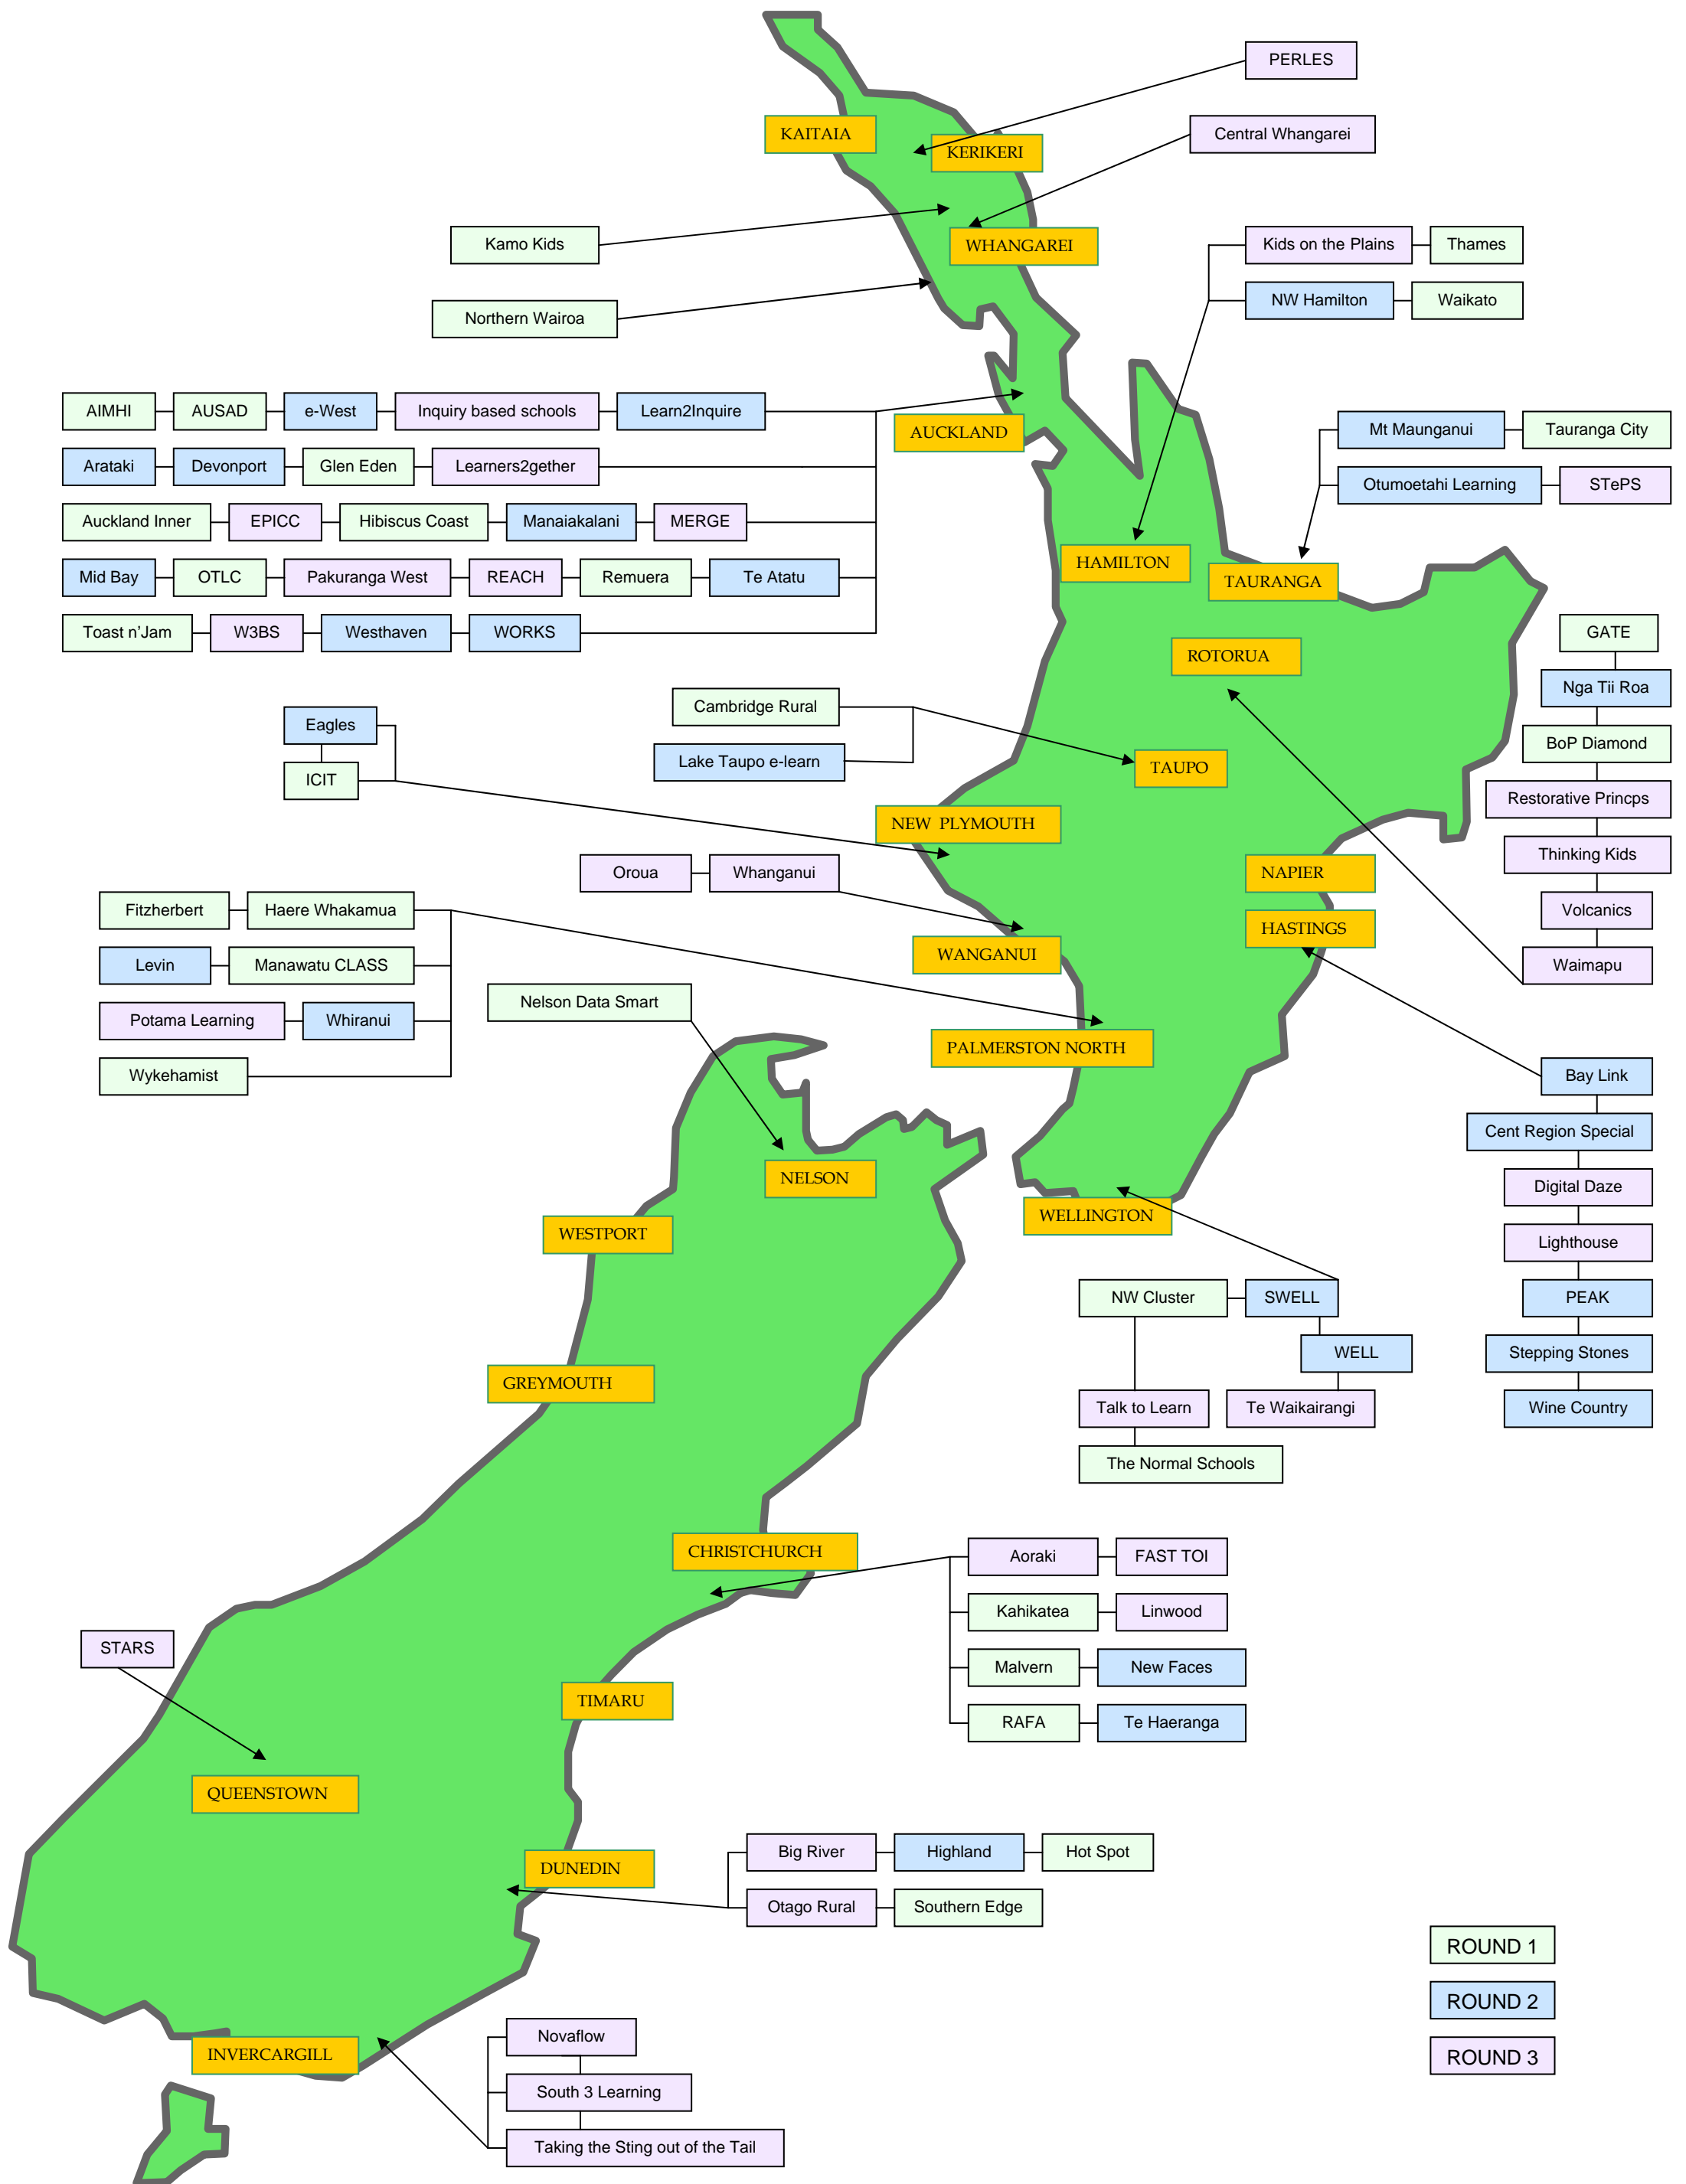 PERLES
KAITAIA
Central Whangarei
KERIKERI
Kamo Kids
WHANGAREI
Kids on the Plains
Thames
NW Hamilton
Waikato
Northern Wairoa
AIMHI
AUSAD
e-West
Inquiry based schools
Learn2Inquire
AUCKLAND
Mt Maunganui
Tauranga City
Arataki
Devonport
Glen Eden
Learners2gether
Otumoetahi Learning
STePS
Auckland Inner
EPICC
Hibiscus Coast
Manaiakalani
MERGE
HAMILTON
TAURANGA
Mid Bay
OTLC
Pakuranga West
REACH
Remuera
Te Atatu
Toast n’Jam
W3BS
Westhaven
WORKS
GATE
ROTORUA
Nga Tii Roa
Eagles
Cambridge Rural
BoP Diamond
Lake Taupo e-learn
TAUPO
ICIT
Restorative Princps
NEW PLYMOUTH
Thinking Kids
Oroua
Whanganui
NAPIER
Fitzherbert
Haere Whakamua
Volcanics
HASTINGS
WANGANUI
Levin
Manawatu CLASS
Waimapu
Nelson Data Smart
Potama Learning
Whiranui
PALMERSTON NORTH
Wykehamist
Bay Link
Cent Region Special
NELSON
Digital Daze
WELLINGTON
WESTPORT
Lighthouse
NW Cluster
SWELL
PEAK
WELL
Stepping Stones
GREYMOUTH
Talk to Learn
Te Waikairangi
Wine Country
The Normal Schools
CHRISTCHURCH
Aoraki
FAST TOI
Kahikatea
Linwood
STARS
Malvern
New Faces
TIMARU
RAFA
Te Haeranga
QUEENSTOWN
Big River
Highland
Hot Spot
DUNEDIN
Otago Rural
Southern Edge
ROUND 1
ROUND 2
Novaflow
INVERCARGILL
ROUND 3
South 3 Learning
Taking the Sting out of the Tail